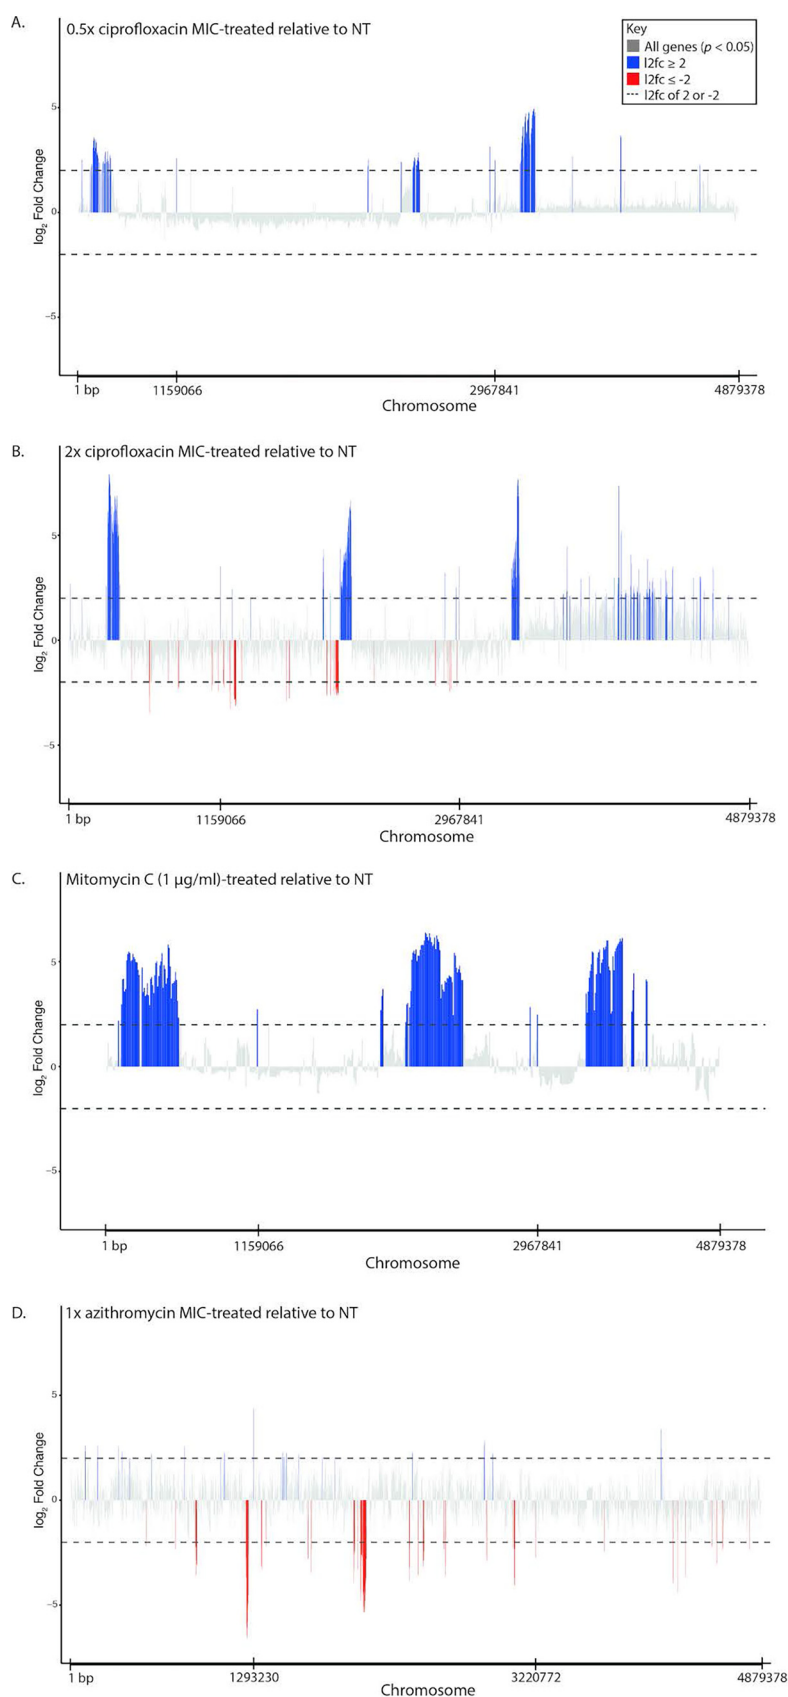 A.
0.5x ciprofloxacin MIC-treated relative to NT
Key
All genes (p < 0.05)
l2fc ≥ 2
l2fc ≤ -2
l2fc of 2 or -2
5
0
-5
log2 Fold Change
1 bp 1159066 2967841 4879378
Chromosome
B.
2x ciprofloxacin MIC-treated relative to NT
5
0
-5
log2 Fold Change
1 bp 1159066 2967841 4879378
Chromosome
C.
Mitomycin C (1 μg/ml)-treated relative to NT
5
0
-5
log2 Fold Change
1 bp 1159066 2967841 4879378
Chromosome
D.
1x azithromycin MIC-treated relative to NT
5
0
-5
log2 Fold Change
1 bp 1293230 3220772 4879378
Chromosome